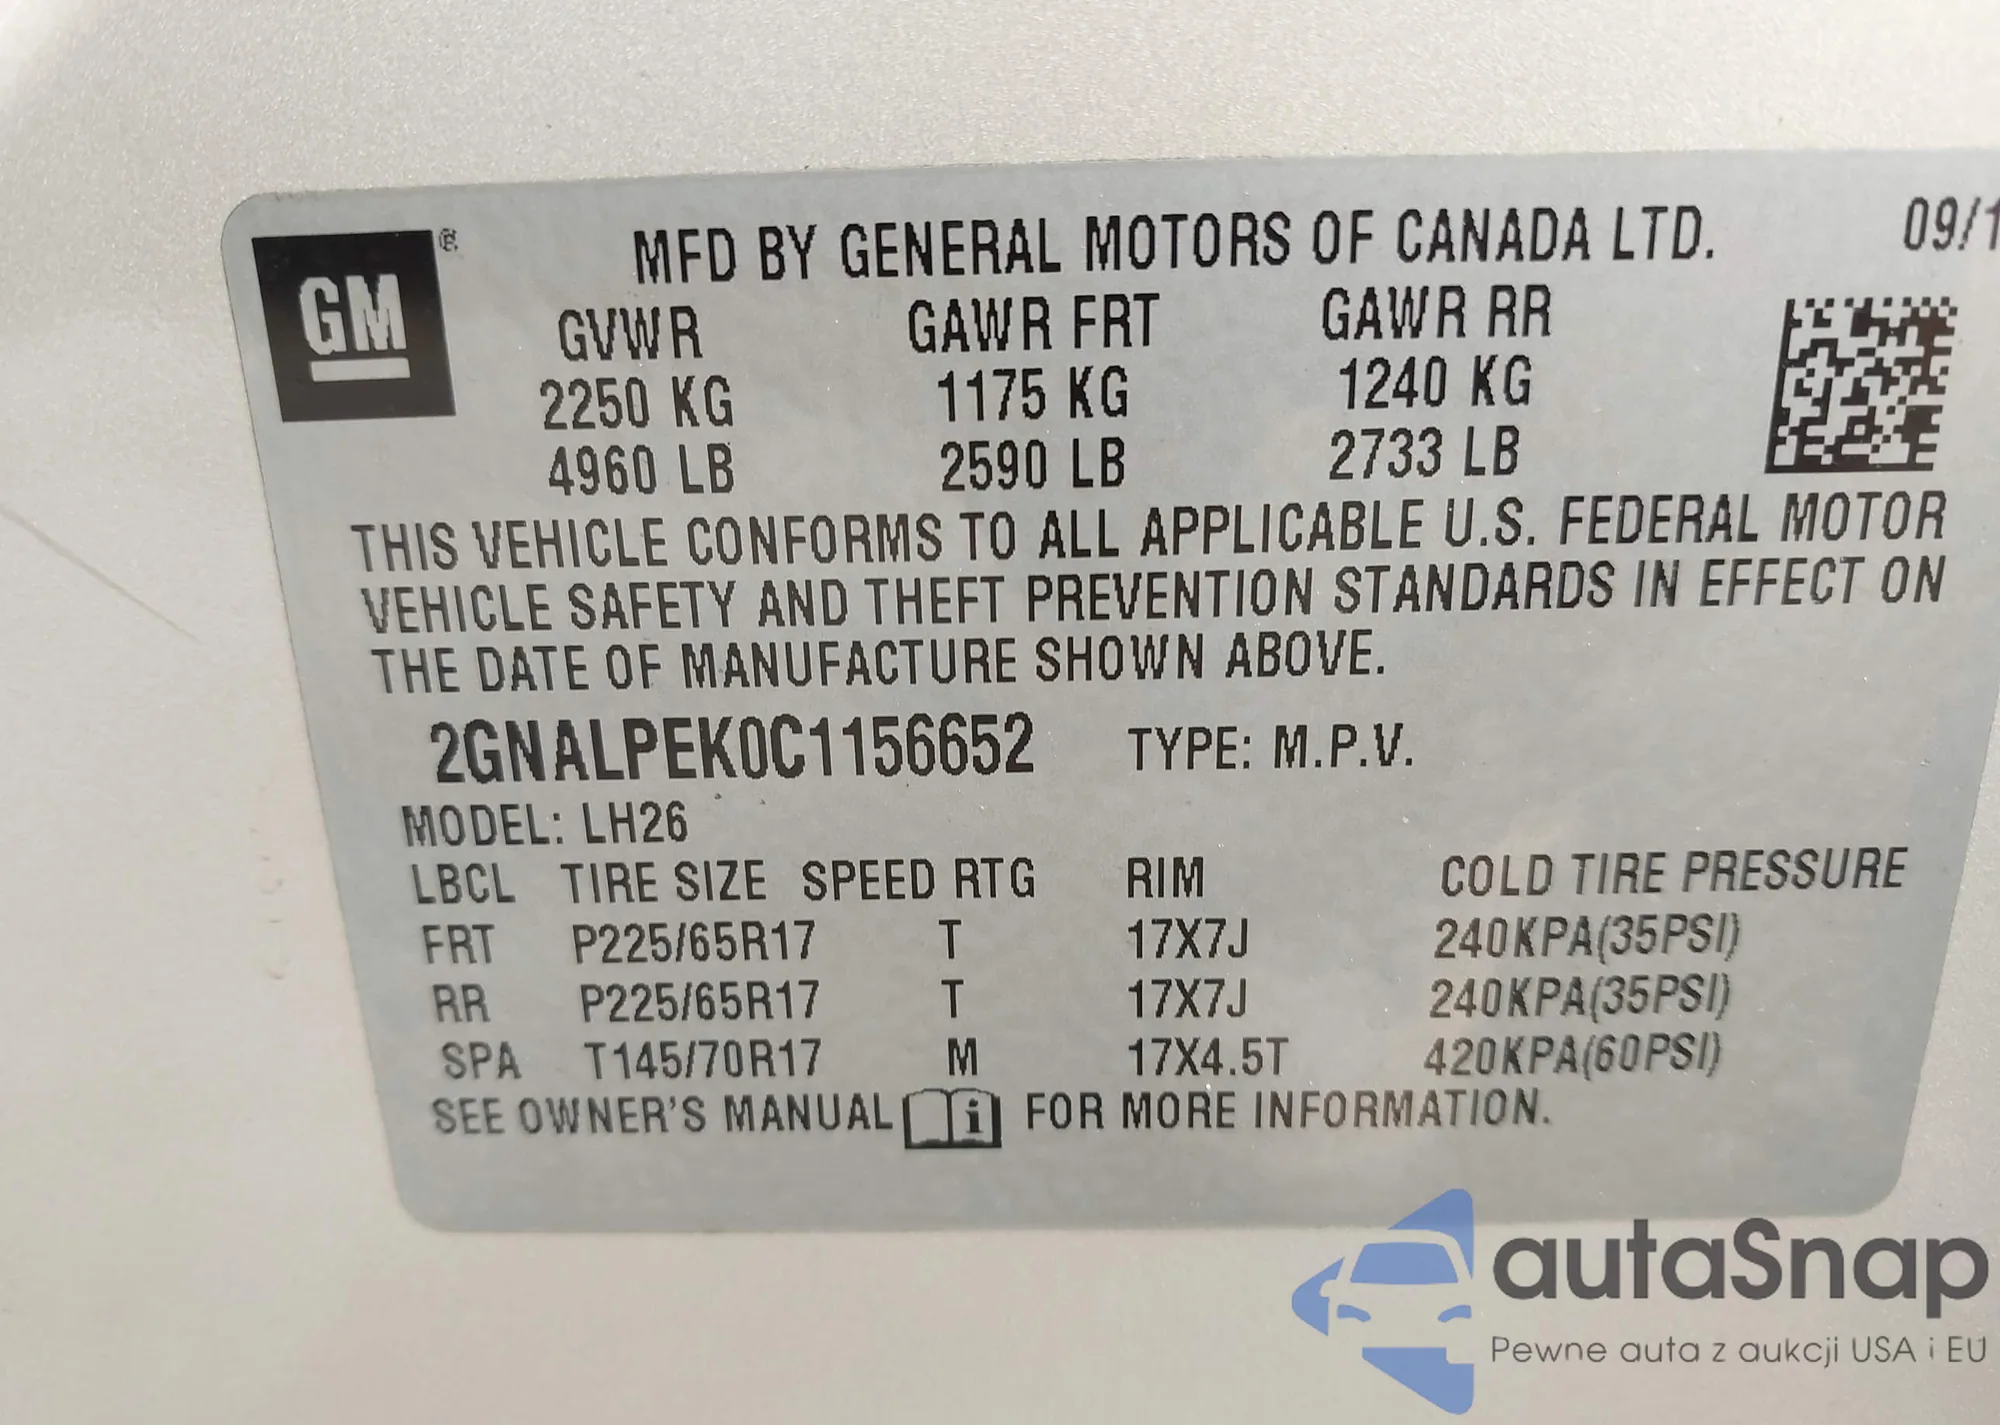 GM ®
MFD BY GENERAL MOTORS OF CANADA LTD. 09/1
GVWR GAWR FRT GAWR RR
2250 KG 1175 KG 1240 KG
4960 LB 2590 LB 2733 LB
THIS VEHICLE CONFORMS TO ALL APPLICABLE U.S. FEDERAL MOTOR
VEHICLE SAFETY AND THEFT PREVENTION STANDARDS IN EFFECT ON
THE DATE OF MANUFACTURE SHOWN ABOVE.
2GNALPEK0C1156652 TYPE: M.P.V.
MODEL: LH26
LBCL TIRE SIZE SPEED RTG RIM COLD TIRE PRESSURE
FRT P225/65R17 T 17X7J 240KPA(35PSI)
RR P225/65R17 T 17X7J 240KPA(35PSI)
SPA T145/70R17 M 17X4.5T 420KPA(60PSI)
SEE OWNER'S MANUAL i FOR MORE INFORMATION.
autaSnap
Pewne auta z aukcji USA i EU